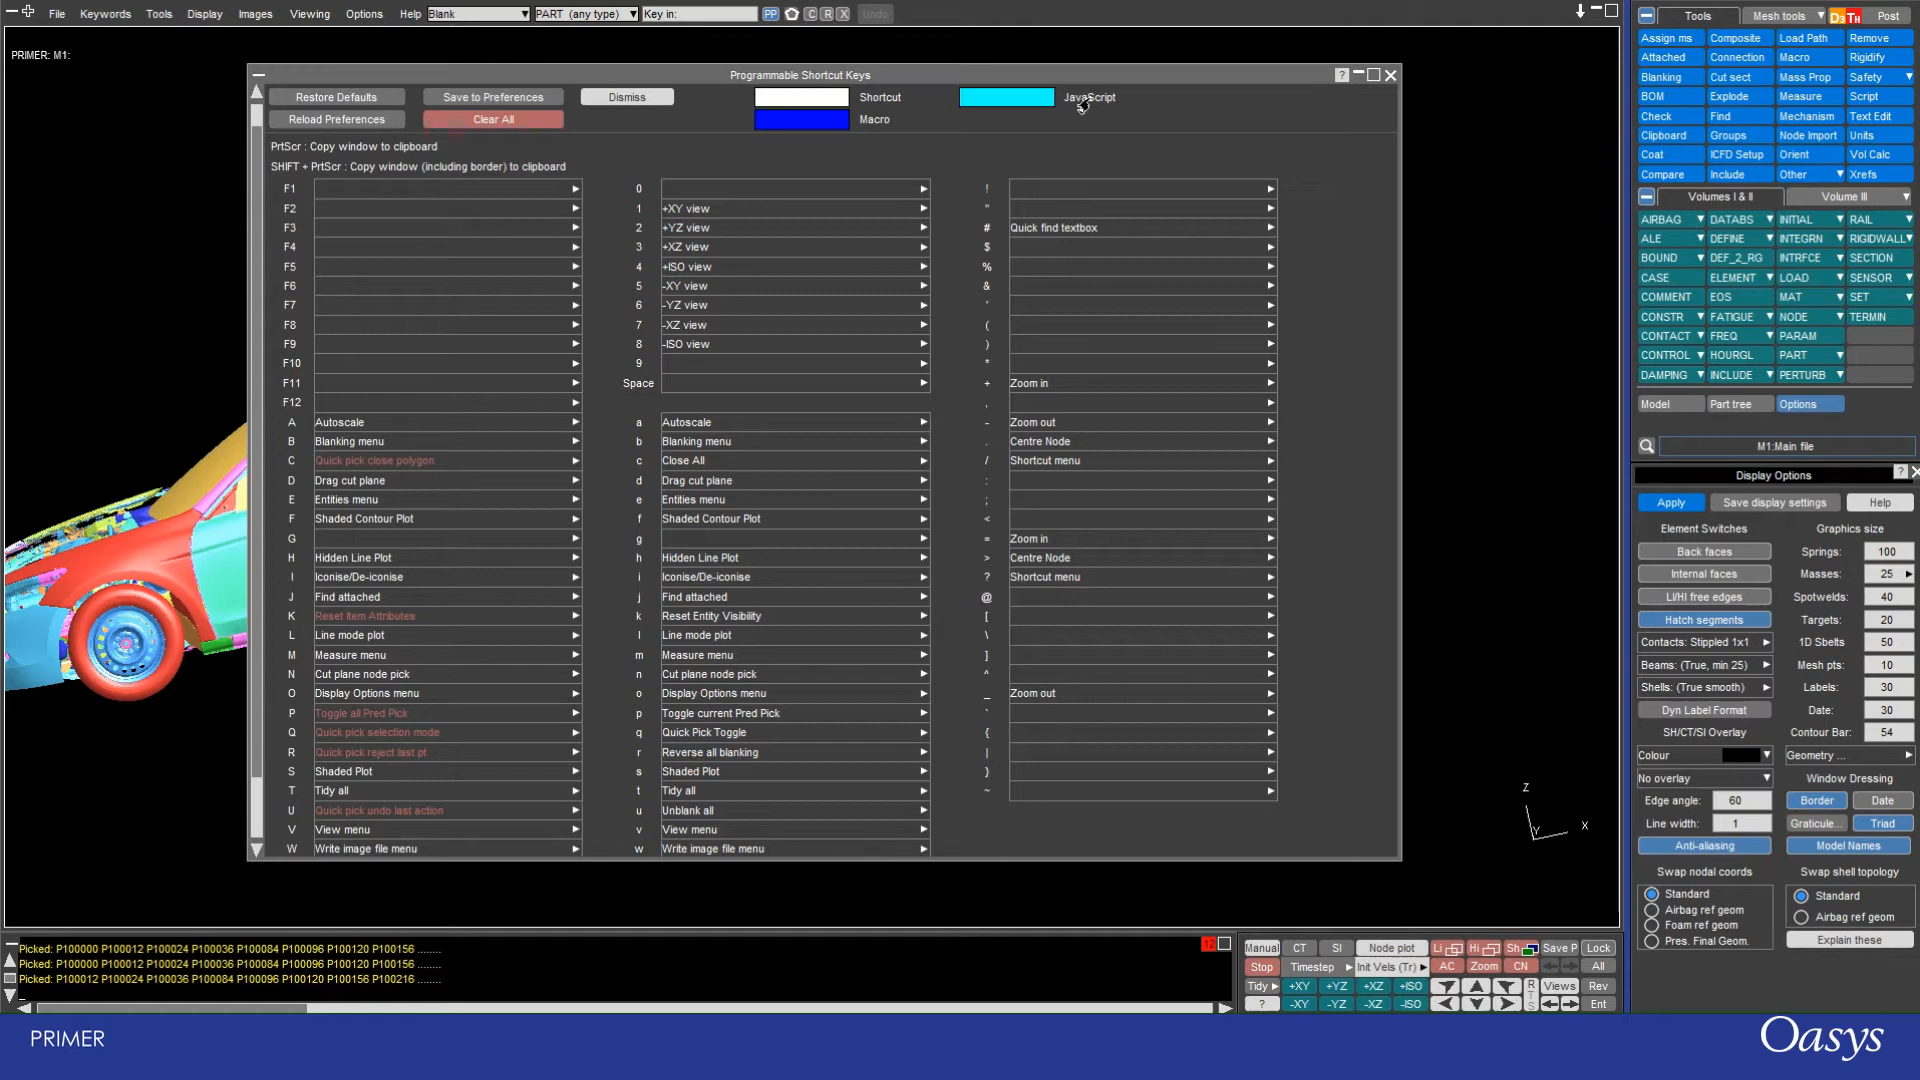 File Keywords Tools Display Images Viewing Options Help Blank PART (any type) Key in: PP C R X Undo
PRIMER: M1:
Programmable Shortcut Keys ?
Restore Defaults Save to Preferences Dismiss Shortcut JavaScript
Reload Preferences Clear All Macro
PrtScr : Copy window to clipboard
SHIFT + PrtScr : Copy window (including border) to clipboard
F1 0 !
F2 1 +XY view "
F3 2 +YZ view # Quick find textbox
F4 3 +XZ view $
F5 4 +ISO view %
F6 5 -XY view &
F7 6 -YZ view '
F8 7 -XZ view (
F9 8 -ISO view )
F10 9 *
F11 Space + Zoom in
F12 ,
A Autoscale a Autoscale - Zoom out
B Blanking menu b Blanking menu . Centre Node
C Quick pick close polygon c Close All / Shortcut menu
D Drag cut plane d Drag cut plane :
E Entities menu e Entities menu ;
F Shaded Contour Plot f Shaded Contour Plot <
G g = Zoom in
H Hidden Line Plot h Hidden Line Plot > Centre Node
I Iconise/De-iconise i Iconise/De-iconise ? Shortcut menu
J Find attached j Find attached @
K Reset Item Attributes k Reset Entity Visibility [
L Line mode plot l Line mode plot \
M Measure menu m Measure menu ]
N Cut plane node pick n Cut plane node pick ^
O Display Options menu o Display Options menu _ Zoom out
P Toggle all Pred Pick p Toggle current Pred Pick `
Q Quick pick selection mode q Quick Pick Toggle {
R Quick pick reject last pt r Reverse all blanking |
S Shaded Plot s Shaded Plot }
T Tidy all t Tidy all ~
U Quick pick undo last action u Unblank all
V View menu v View menu
W Write image file menu w Write image file menu
Z
Y X
Tools Mesh tools D3 TH Post
Assign ms Composite Load Path Remove
Attached Connection Macro Rigidify
Blanking Cut sect Mass Prop Safety
BOM Explode Measure Script
Check Find Mechanism Text Edit
Clipboard Groups Node Import Units
Coat ICFD Setup Orient Vol Calc
Compare Include Other Xrefs
Volumes I & II Volume III
AIRBAG DATABS INITIAL RAIL
ALE DEFINE INTEGRN RIGIDWALL
BOUND DEF_2_RG INTRFCE SECTION
CASE ELEMENT LOAD SENSOR
COMMENT EOS MAT SET
CONSTR FATIGUE NODE TERMIN
CONTACT FREQ PARAM
CONTROL HOURGL PART
DAMPING INCLUDE PERTURB
Model Part tree Options
M1:Main file
Display Options ?
Apply Save display settings Help
Element Switches Graphics size
Back faces Springs: 100
Internal faces Masses: 25
LI/HI free edges Spotwelds: 40
Hatch segments Targets: 20
Contacts: Stippled 1x1 1D Sbelts 50
Beams: (True, min 25) Mesh pts: 10
Shells: (True smooth) Labels: 30
Dyn Label Format Date: 30
SH/CT/SI Overlay Contour Bar: 54
Colour Geometry ...
No overlay Window Dressing
Edge angle: 60 Border Date
Line width: 1 Graticule... Triad
Anti-aliasing Model Names
Swap nodal coords Swap shell topology
Standard Standard
Airbag ref geom Airbag ref geom
Foam ref geom
Pres. Final Geom. Explain these
Picked: P100000 P100012 P100024 P100036 P100084 P100096 P100120 P100156 ........
Picked: P100000 P100012 P100024 P100036 P100084 P100096 P100120 P100156 ........
Picked: P100012 P100024 P100036 P100084 P100096 P100120 P100156 P100216 ........
12
Manual CT SI Node plot Li Hi Sh Save P Lock
Stop Timestep Init Vels (Tr) AC Zoom CN All
Tidy +XY +YZ +XZ +ISO R T S Views Rev
? -XY -YZ -XZ -ISO Ent
PRIMER Oasys